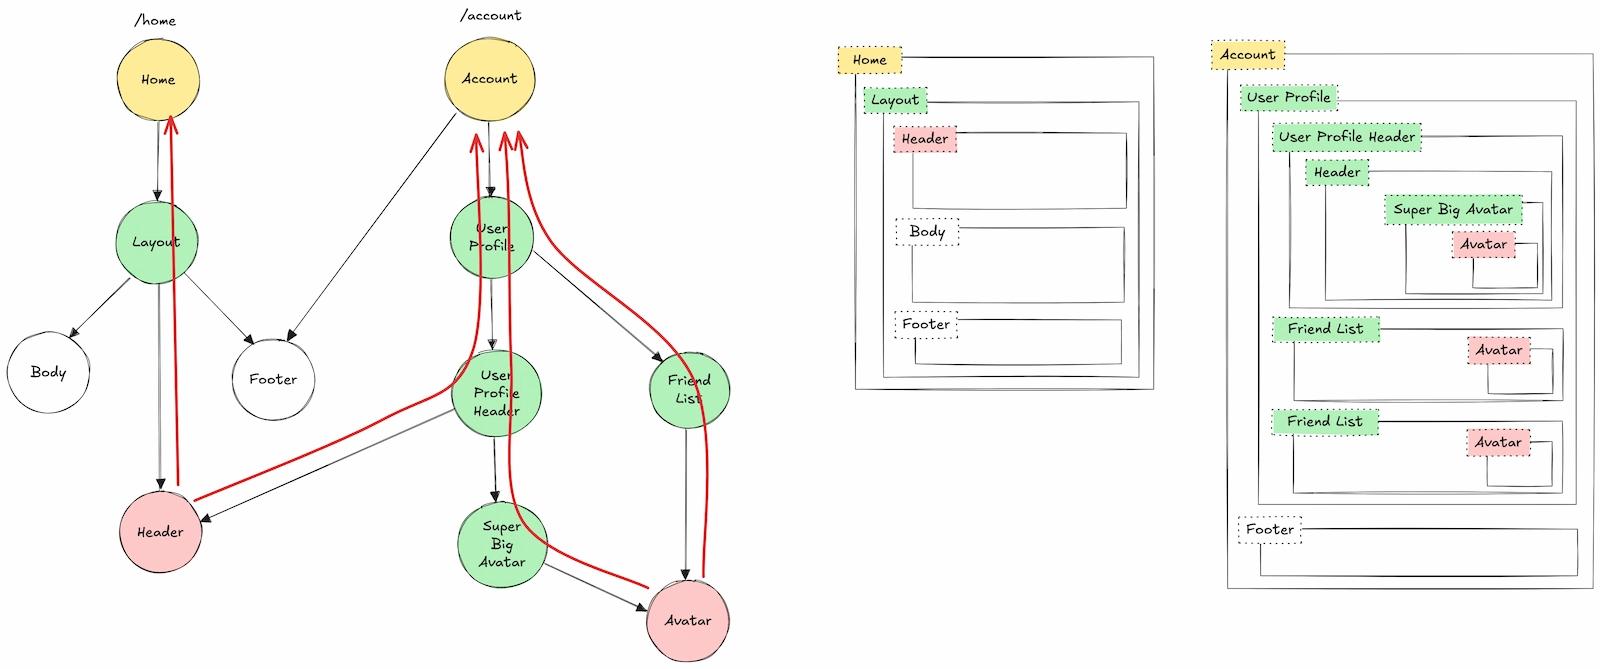 /home
/account
Home
Account
Layout
User
Profile
Body
Footer
User
Profile
Header
Friend
List
Header
Super
Big
Avatar
Avatar
Home
Layout
Header
Body
Footer
Account
User Profile
User Profile Header
Header
Super Big Avatar
Avatar
Friend List
Avatar
Friend List
Avatar
Footer